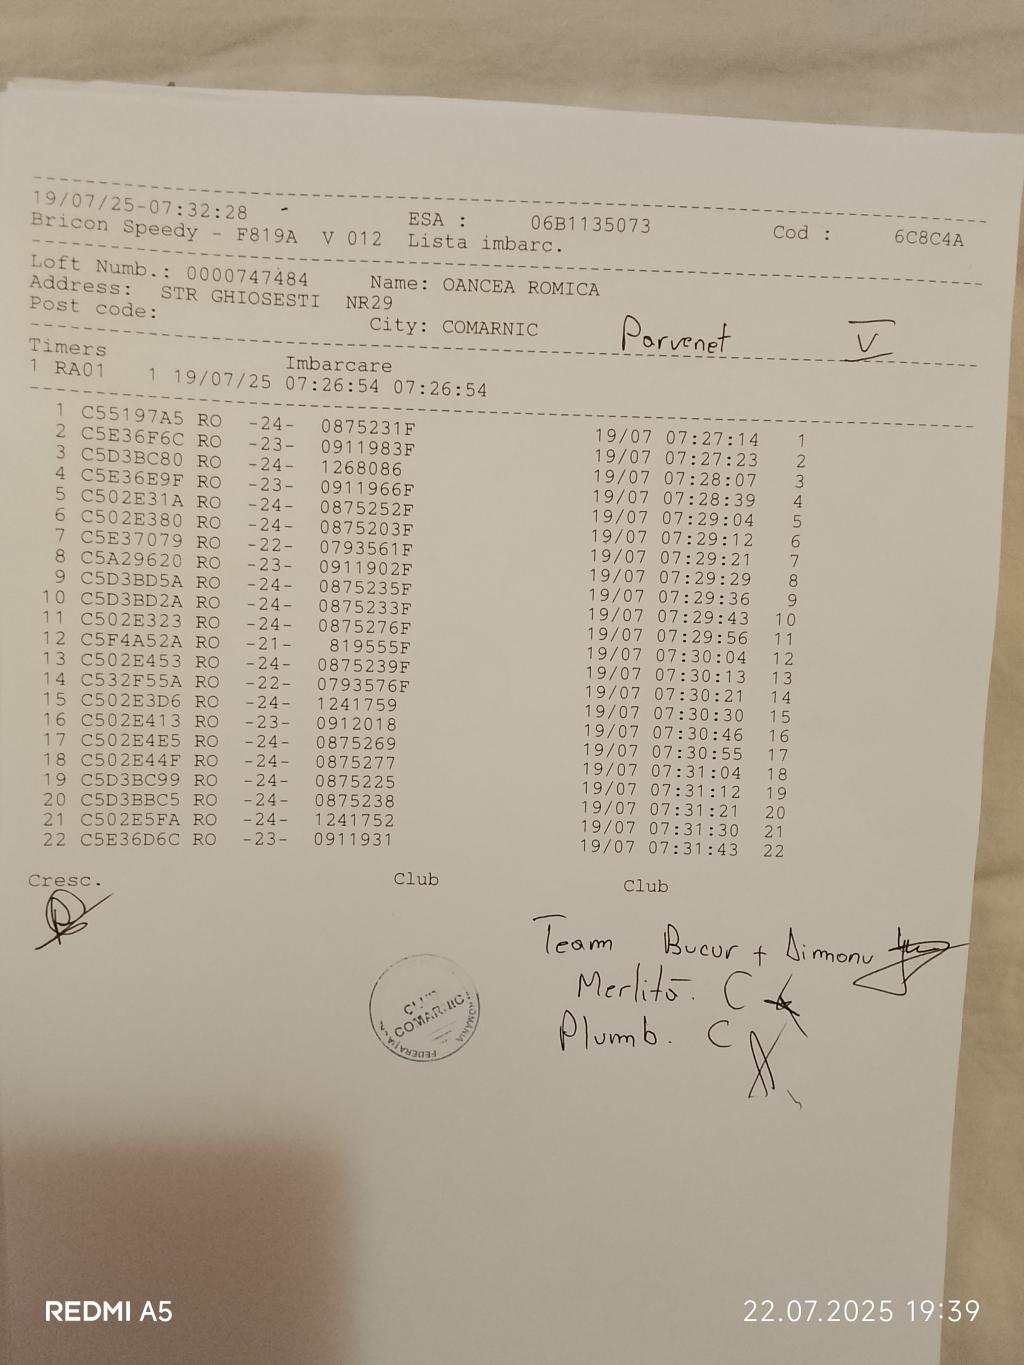 19/07/25-07:32:28 ESA : 06B1135073 Cod : 6C8C4A
Bricon Speedy - F819A V 012 Lista imbarc.
Loft Numb.: 0000747484 Name: OANCEA ROMICA
Address: STR GHIOSESTI NR29
Post code: City: COMARNIC
Parvenet V
Timers Imbarcare
1 RA01 1 19/07/25 07:26:54 07:26:54
1 C55197A5 RO -24- 0875231F 19/07 07:27:14 1
2 C5E36F6C RO -23- 0911983F 19/07 07:27:23 2
3 C5D3BC80 RO -24- 1268086 19/07 07:28:07 3
4 C5E36E9F RO -23- 0911966F 19/07 07:28:39 4
5 C502E31A RO -24- 0875252F 19/07 07:29:04 5
6 C502E380 RO -24- 0875203F 19/07 07:29:12 6
7 C5E37079 RO -22- 0793561F 19/07 07:29:21 7
8 C5A29620 RO -23- 0911902F 19/07 07:29:29 8
9 C5D3BD5A RO -24- 0875235F 19/07 07:29:36 9
10 C5D3BD2A RO -24- 0875233F 19/07 07:29:43 10
11 C502E323 RO -24- 0875276F 19/07 07:29:56 11
12 C5F4A52A RO -21- 819555F 19/07 07:30:04 12
13 C502E453 RO -24- 0875239F 19/07 07:30:13 13
14 C532F55A RO -22- 0793576F 19/07 07:30:21 14
15 C502E3D6 RO -24- 1241759 19/07 07:30:30 15
16 C502E413 RO -23- 0912018 19/07 07:30:46 16
17 C502E4E5 RO -24- 0875269 19/07 07:30:55 17
18 C502E44F RO -24- 0875277 19/07 07:31:04 18
19 C5D3BC99 RO -24- 0875225 19/07 07:31:12 19
20 C5D3BBC5 RO -24- 0875238 19/07 07:31:21 20
21 C502E5FA RO -24- 1241752 19/07 07:31:30 21
22 C5E36D6C RO -23- 0911931 19/07 07:31:43 22
Cresc. Club Club
Team Bucur + Dimonu
Merlită. C
Plumb. C
COMARNIC
REDMI A5 22.07.2025 19:39